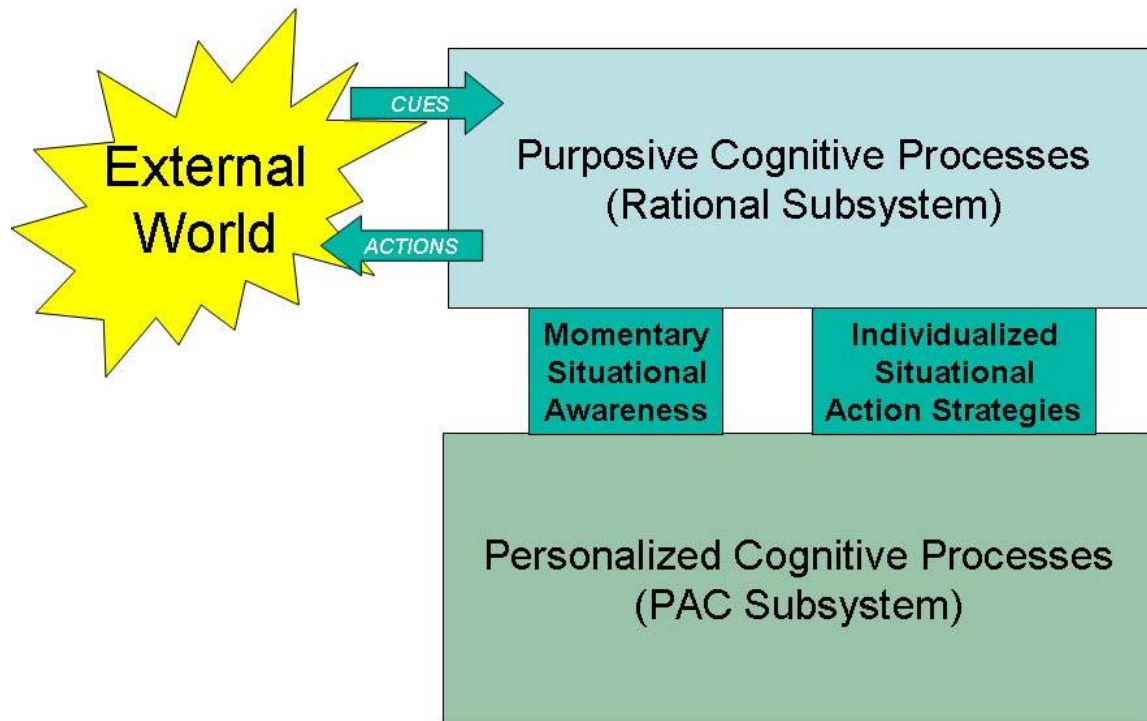 External
World
CUES
ACTIONS
Purposive Cognitive Processes
(Rational Subsystem)
Momentary
Situational
Awareness
Individualized
Situational
Action Strategies
Personalized Cognitive Processes
(PAC Subsystem)